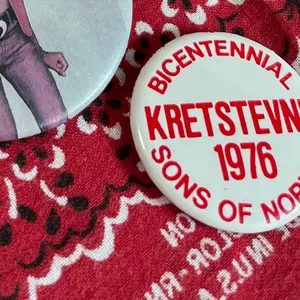 BICENTENNIAL
KRETSTEVN
1976
SONS OF NOR